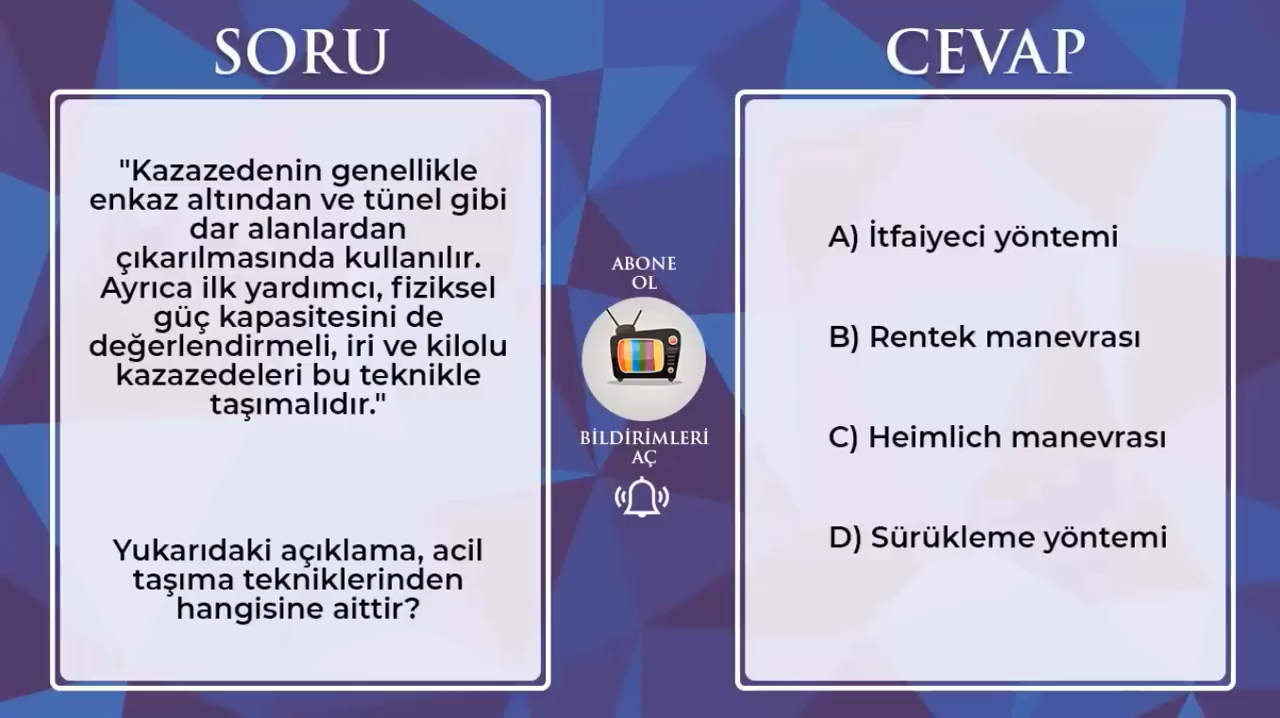 SORU
"Kazazedenin genellikle
enkaz altından ve tünel gibi
dar alanlardan
çıkarılmasında kullanılır.
Ayrıca ilk yardımcı, fiziksel
güç kapasitesini de
değerlendirmeli, iri ve kilolu
kazazedeleri bu teknikle
taşımalıdır."
Yukarıdaki açıklama, acil
taşıma tekniklerinden
hangisine aittir?
ABONE
OL
BİLDİRİMLERİ
AÇ
CEVAP
A) İtfaiyeci yöntemi
B) Rentek manevrası
C) Heimlich manevrası
D) Sürükleme yöntemi